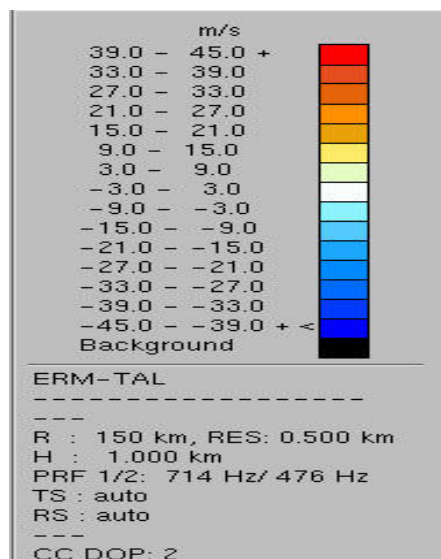 m/s
39.0 – 45.0 +
33.0 – 39.0
27.0 – 33.0
21.0 – 27.0
15.0 – 21.0
9.0 – 15.0
3.0 – 9.0
–3.0 – 3.0
–9.0 – –3.0
–15.0 – –9.0
–21.0 – –15.0
–27.0 – –21.0
–33.0 – –27.0
–39.0 – –33.0
–45.0 – –39.0 + <
Background
ERM–TAL
– – – – – – – – – – – – – – – – – – –
– – –
R : 150 km, RES: 0.500 km
H : 1.000 km
PRF 1/2: 714 Hz/ 476 Hz
TS : auto
RS : auto
– – –
CC DOP: 2